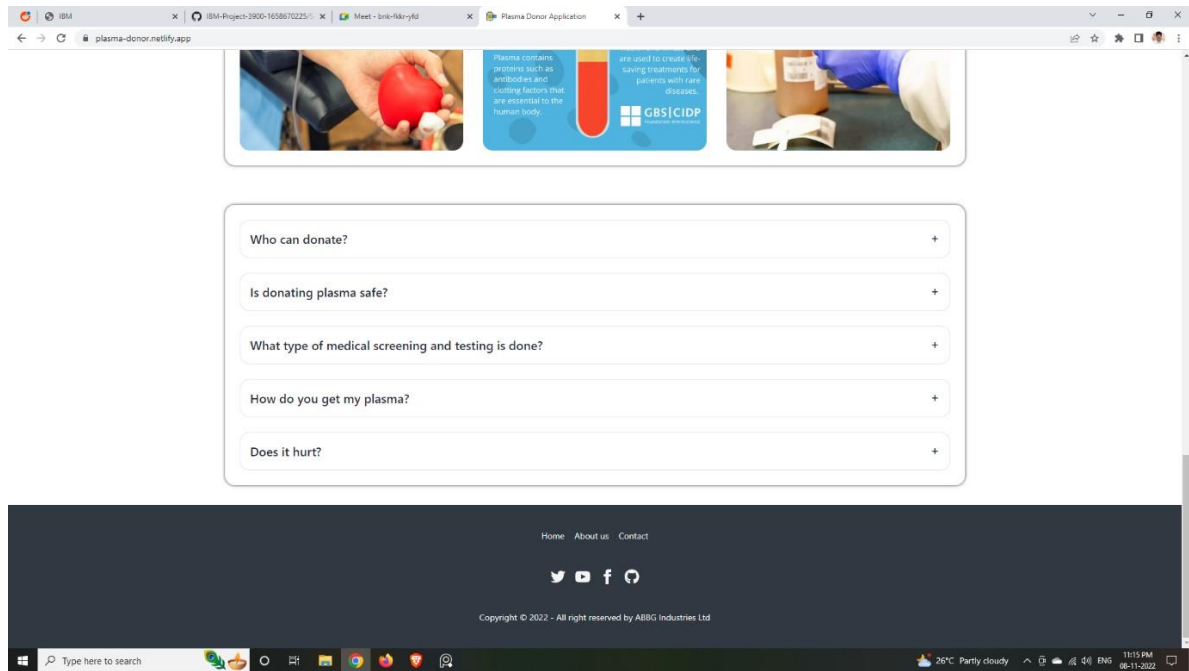 IBM
IBM-Project-3900-1658670225/
Meet - bnk-fkkr-yfd
Plasma Donor Application
plasma-donor.netlify.app
Plasma contains
proteins such as
antibodies and
clotting factors that
are essential to the
human body.
are used to create life-
saving treatments for
patients with rare
diseases.
GBS|CIDP
Who can donate?
+
Is donating plasma safe?
+
What type of medical screening and testing is done?
+
How do you get my plasma?
+
Does it hurt?
+
Home About us Contact
Copyright © 2022 - All right reserved by ABBG Industries Ltd
Type here to search
26°C Partly cloudy
ENG
11:15 PM
08-11-2022